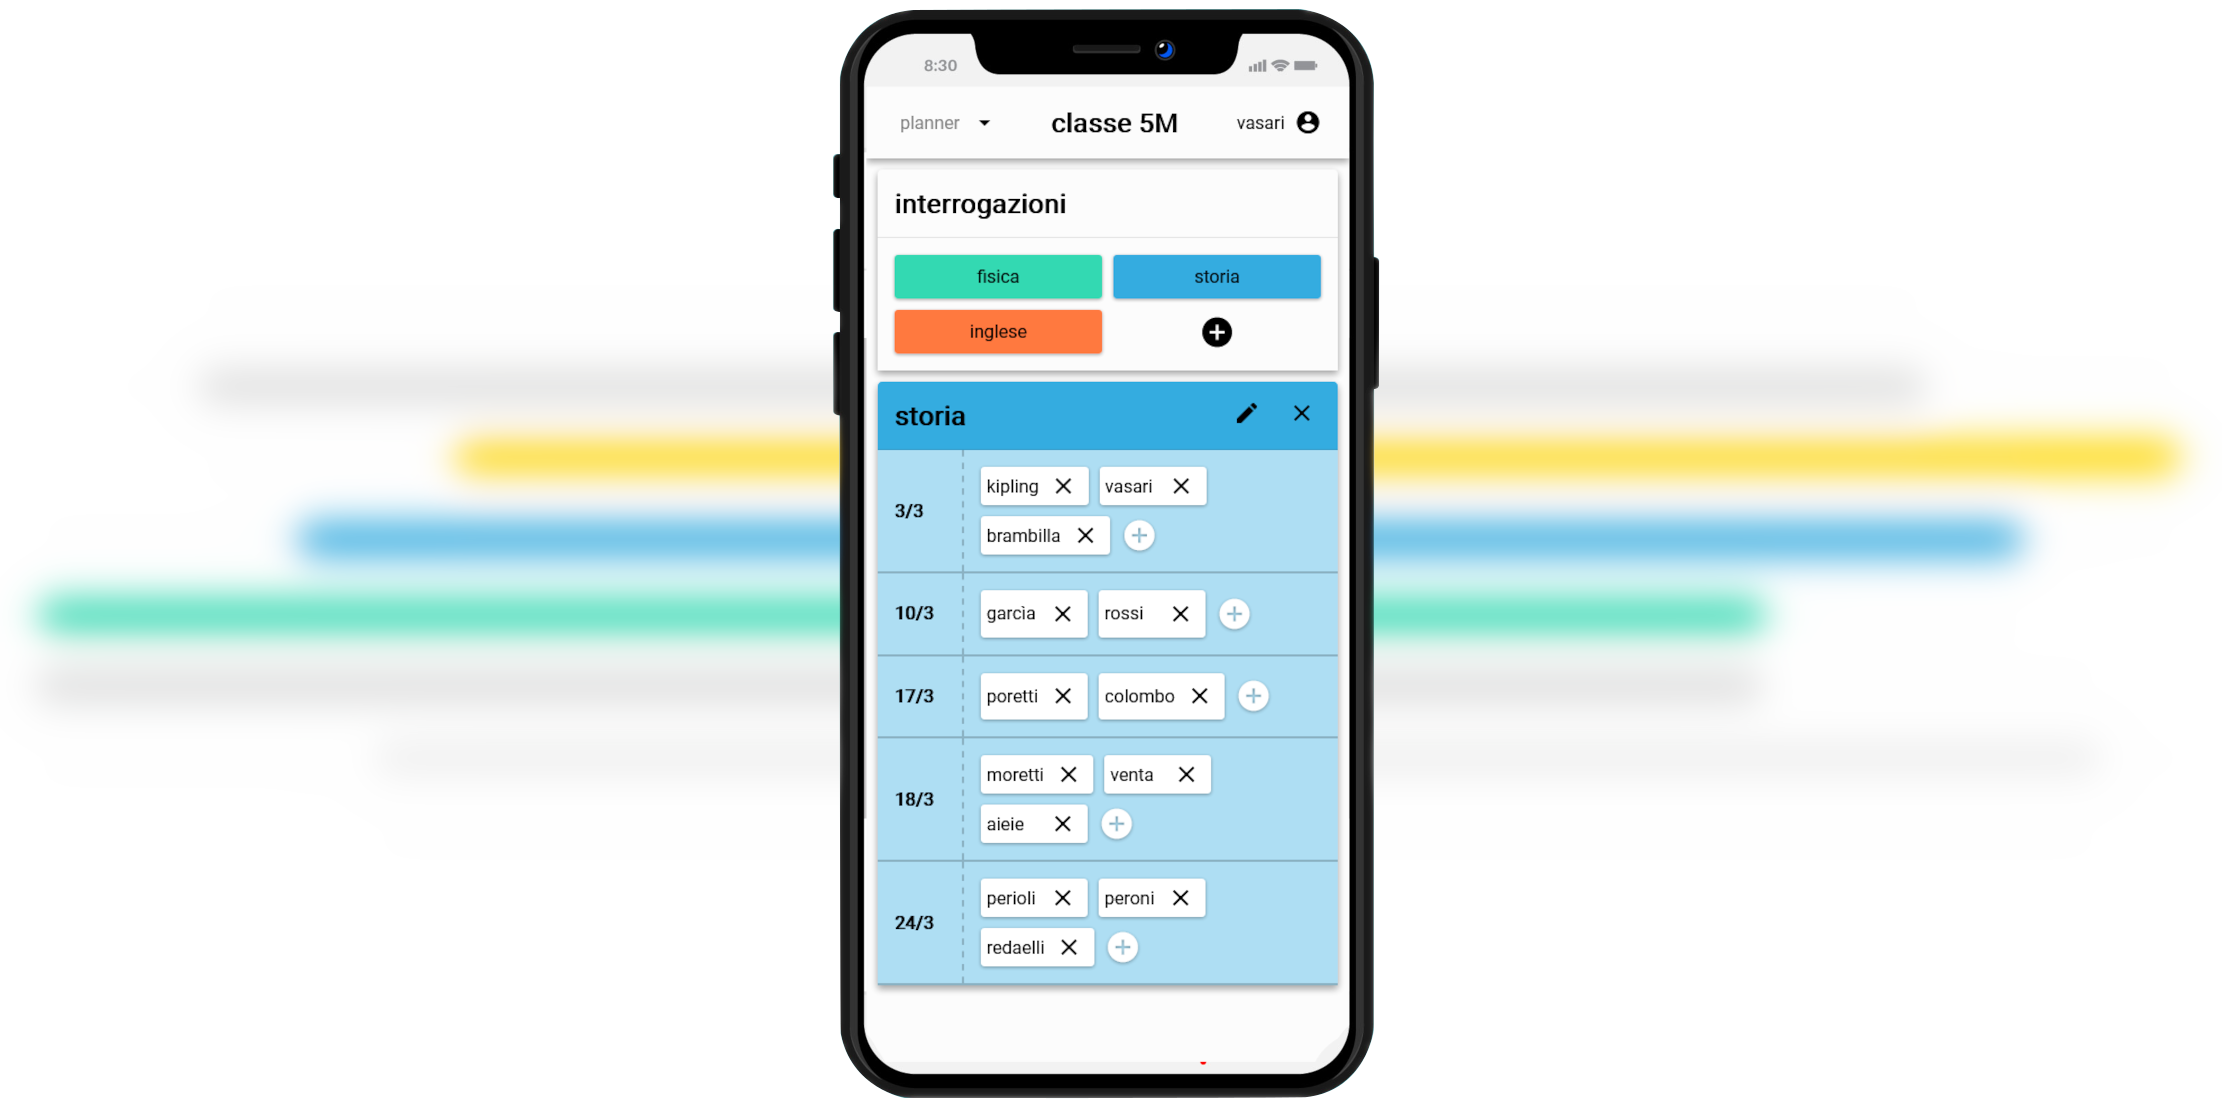 8:30
planner classe 5M vasari
interrogazioni
fisica storia
inglese
storia
3/3 kipling vasari
brambilla
10/3 garcìa rossi
17/3 poretti colombo
18/3 moretti venta
aieie
24/3 perioli peroni
redaelli